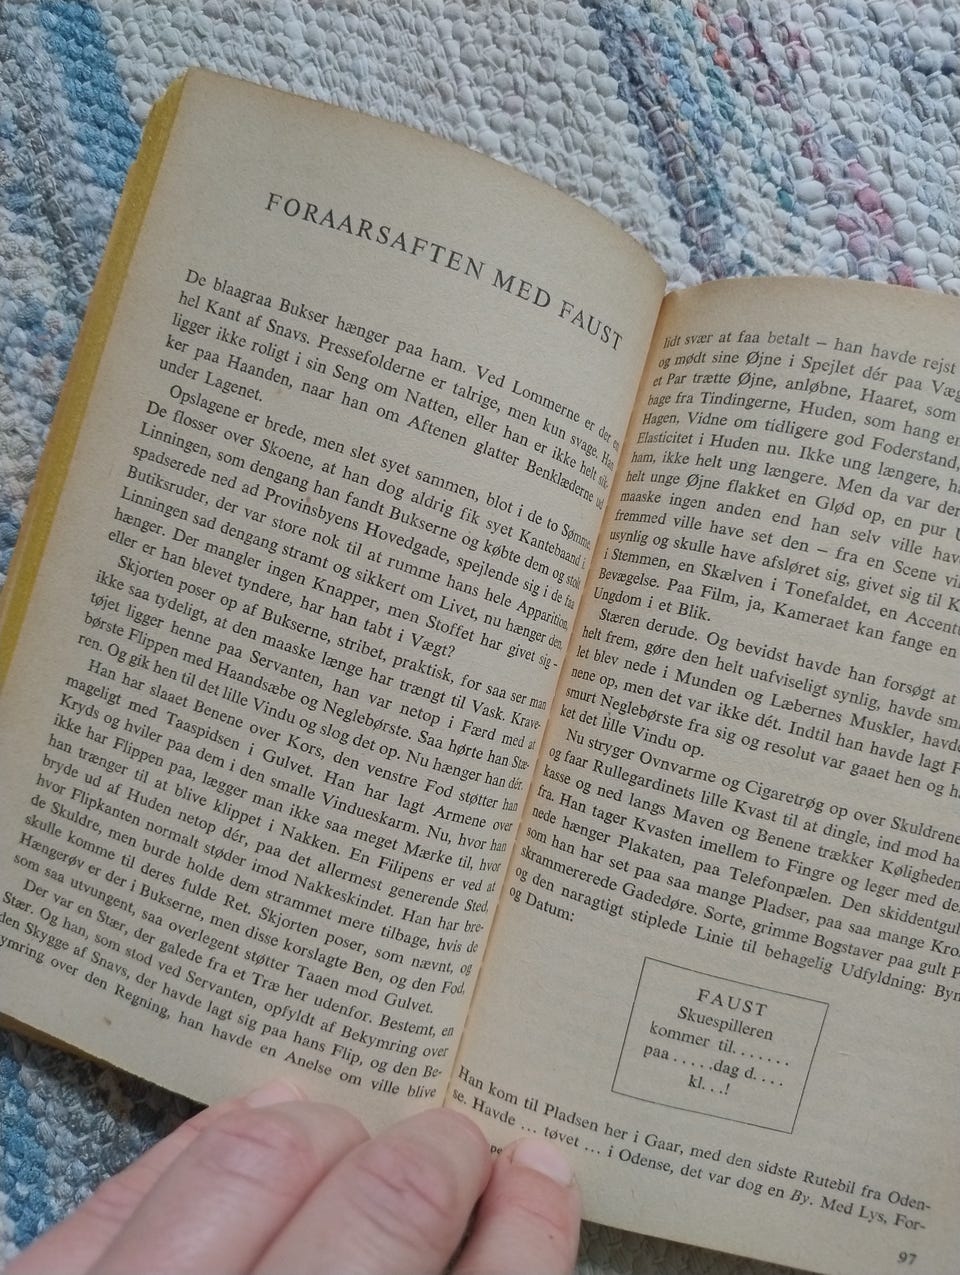 FORAARSAFTEN MED FAUST
De blaagraa Bukser hænger paa ham. Ved Lommerne er der en
hel Kant af Snavs. Pressefolderne er talrige, men kun svage. Han
ligger ikke roligt i sin Seng om Natten, eller han er ikke helt sik-
ker paa Haanden, naar han om Aftenen glatter Benklæderne ud
under Lagenet.
Opslagene er brede, men slet syet sammen, blot i de to Sømme.
De flosser over Skoene, at han dog aldrig fik syet Kantebaand i.
Linningen, som dengang han fandt Bukserne og købte dem og stolt
spadserede ned ad Provinsbyens Hovedgade, spejlende sig i de faa
Butiksruder, der var store nok til at rumme hans hele Apparition,
Linningen sad dengang stramt og sikkert om Livet, nu hænger den,
hænger. Der mangler ingen Knapper, men Stoffet har givet sig –
eller er han blevet tyndere, har han tabt i Vægt?
Skjorten poser op af Bukserne, stribet, praktisk, for saa ser man
ikke saa tydeligt, at den maaske længe har trængt til Vask. Krave-
tøjet ligger henne paa Servanten, han var netop i Færd med at
børste Flippen med Haandsæbe og Neglebørste. Saa hørte han Stæ-
ren. Og gik hen til det lille Vindu og slog det op. Nu hænger han dér.
Han har slaaet Benene over Kors, den venstre Fod støtter han
mageligt med Taaspidsen i Gulvet. Han har lagt Armene over
Kryds og hviler paa dem i den smalle Vindueskarm. Nu, hvor han
ikke har Flippen paa, lægger man ikke saa meget Mærke til, hvor
han trænger til at blive klippet i Nakken. En Filipens er ved at
bryde ud af Huden netop dér, paa det allermest generende Sted,
hvor Flipkanten normalt støder imod Nakkeskindet. Han har bre-
de Skuldre, men burde holde dem strammet mere tilbage, hvis de
skulle komme til deres fulde Ret. Skjorten poser, som nævnt, og
Hængerøv er der i Bukserne, men disse korslagte Ben, og den Fod,
som saa utvungent, saa overlegent støtter Taaen mod Gulvet.
Der var en Stær, der galede fra et Træ her udenfor. Bestemt, en
Stær. Og han, som stod ved Servanten, opfyldt af Bekymring over
den Skygge af Snavs, der havde lagt sig paa hans Flip, og den Be-
kymring over den Regning, han havde en Anelse om ville blive
lidt svær at faa betalt – han havde rejst
og mødt sine Øjne i Spejlet dér paa
et Par trætte Øjne, anløbne, Haaret, som
bage fra Tindingerne, Huden, som hang
Hagen, Vidne om tidligere god Foderstand,
Elasticitet i Huden nu. Ikke ung længere,
ham, ikke helt ung længere. Men da var
helt unge Øjne flakket en Glød op, en pur
maaske ingen anden end han selv ville
fremmed ville have set den – fra en Scene
usynlig og skulle have afsløret sig, givet sig til
i Stemmen, en Skælven i Tonefaldet, en
Bevægelse. Paa Film, ja, Kameraet kan fange en
Ungdom i et Blik.
Stæren derude. Og bevidst havde han forsøgt at
helt frem, gøre den helt uafviselig synlig, havde
let blev nede i Munden og Læbernes Muskler,
nene op, men det var ikke dét. Indtil han havde lagt
smurt Neglebørste fra sig og resolut var gaaet hen og
ket det lille Vindu op.
Nu stryger Ovnvarme og Cigaretrøg op over Skuldrene
og faar Rullegardinets lille Kvast til at dingle, ind mod
kasse og ned langs Maven og Benene trækker Køligheden
fra. Han tager Kvasten imellem to Fingre og leger med
nede hænger Plakaten, paa Telefonpælen. Den skiddentgul
som han har set paa saa mange Pladser, paa saa mange
skrammererede Gadedøre. Sorte, grimme Bogstaver paa gult
og den naragtigt stiplede Linie til behagelig Udfyldning:
og Datum:
FAUST
Skuespilleren
kommer til.......
paa .....dag d....
kl...!
Han kom til Pladsen her i Gaar, med den sidste Rutebil fra Oden-
se. Havde ... tøvet ... i Odense, det var dog en By. Med Lys, For-
97